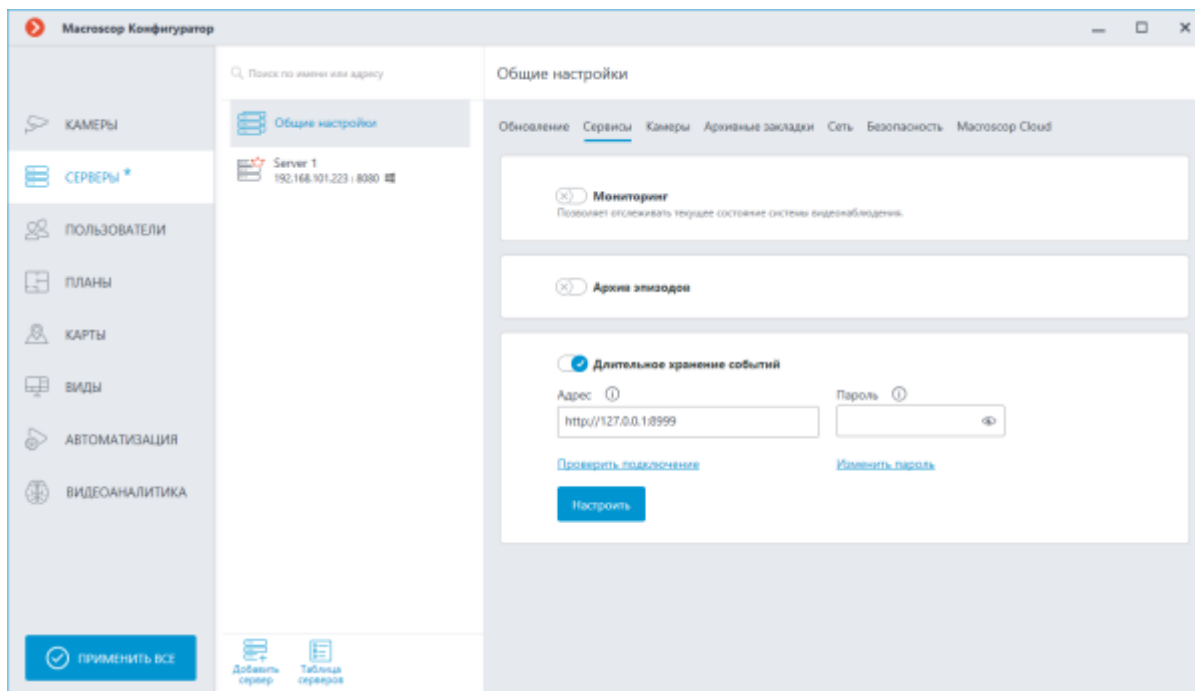 Macroscop Конфигуратор
КАМЕРЫ
СЕРВЕРЫ *
ПОЛЬЗОВАТЕЛИ
ПЛАНЫ
КАРТЫ
ВИДЫ
АВТОМАТИЗАЦИЯ
ВИДЕОАНАЛИТИКА
ПРИМЕНИТЬ ВСЕ
Поиск по имени или адресу
Общие настройки
Server 1
192.168.101.223 : 8080
Добавить
сервер
Таблица
серверов
Общие настройки
Обновление Сервисы Камеры Архивные закладки Сеть Безопасность Macroscop Cloud
Мониторинг
Позволяет отслеживать текущее состояние системы видеонаблюдения.
Архив эпизодов
Длительное хранение событий
Адрес Пароль
http://127.0.0.1:8999
Проверить подключение Изменить пароль
Настроить